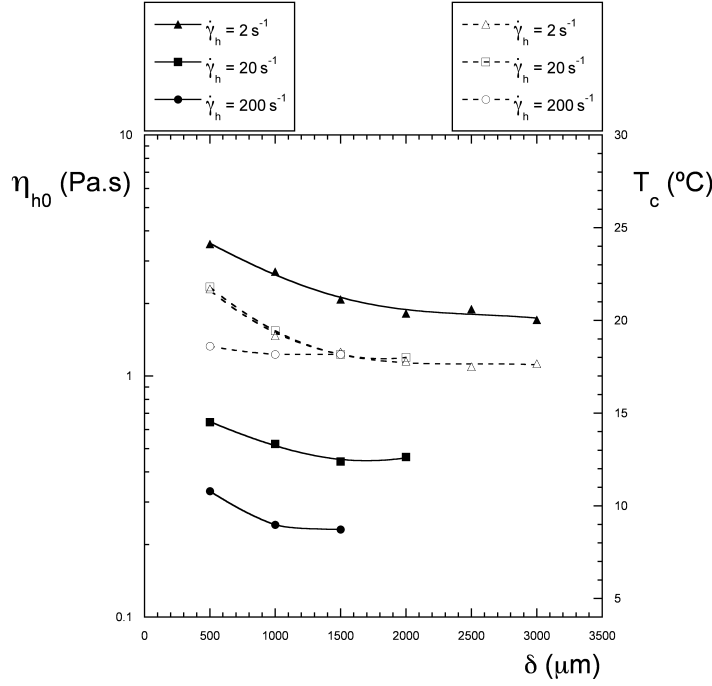 γ̇h = 2 s-1
γ̇h = 20 s-1
γ̇h = 200 s-1
γ̇h = 2 s-1
γ̇h = 20 s-1
γ̇h = 200 s-1
ηh0 (Pa.s)
10
1
0.1
Tc (ºC)
30
25
20
15
10
5
0 500 1000 1500 2000 2500 3000 3500
δ (μm)